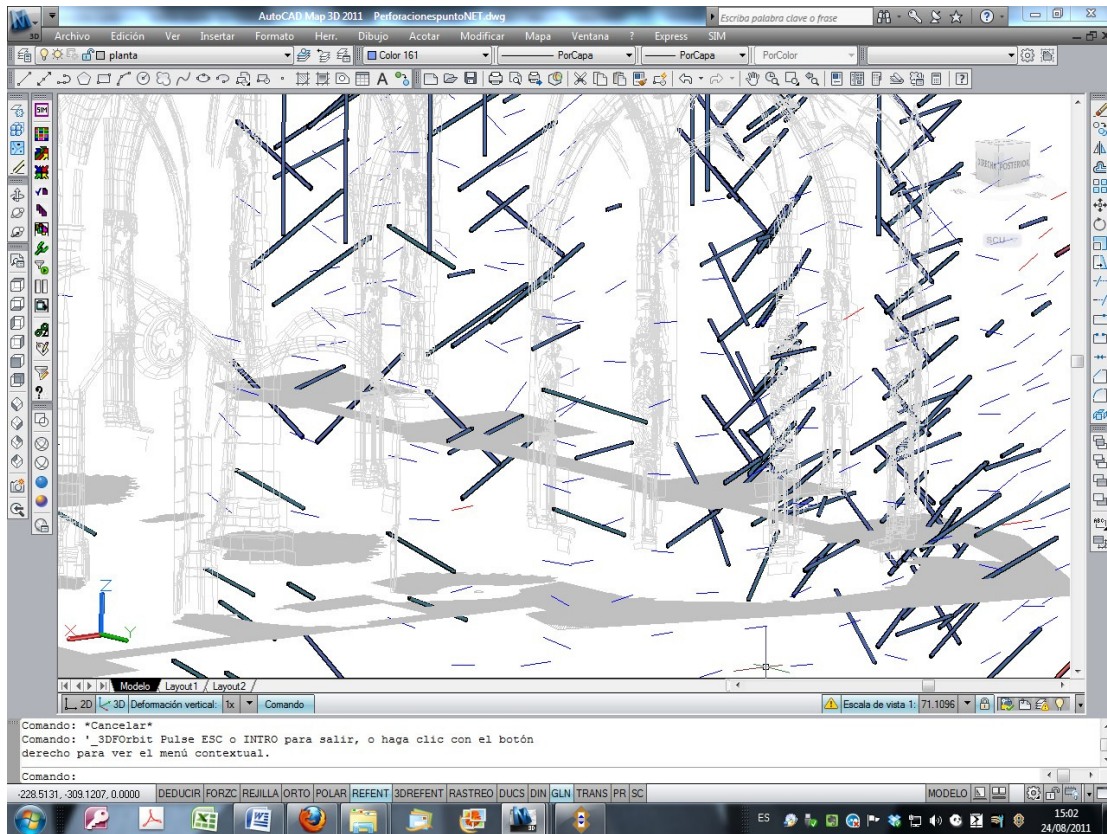 AutoCAD Map 3D 2011 PerforacionespuntoNET.dwg
Escriba palabra clave o frase
Archivo Edición Ver Insertar Formato Herr. Dibujo Acotar Modificar Mapa Ventana ? Express SIM
planta
Color 161
PorCapa
PorCapa
PorColor
POSTERIOR
SCU
Z
X
Y
Modelo Layout1 Layout2
2D 3D Deformación vertical: 1x Comando
Escala de vista 1: 71.1096
Comando: *Cancelar*
Comando: '_3DFOrbit Pulse ESC o INTRO para salir, o haga clic con el botón
derecho para ver el menú contextual.
Comando:
-228.5131, -309.1207, 0.0000 DEDUCIR FORZC REJILLA ORTO POLAR REFENT 3DREFENT RASTREO DUCS DIN GLN TRANS PR SC MODELO
ES
15:02
24/08/2011